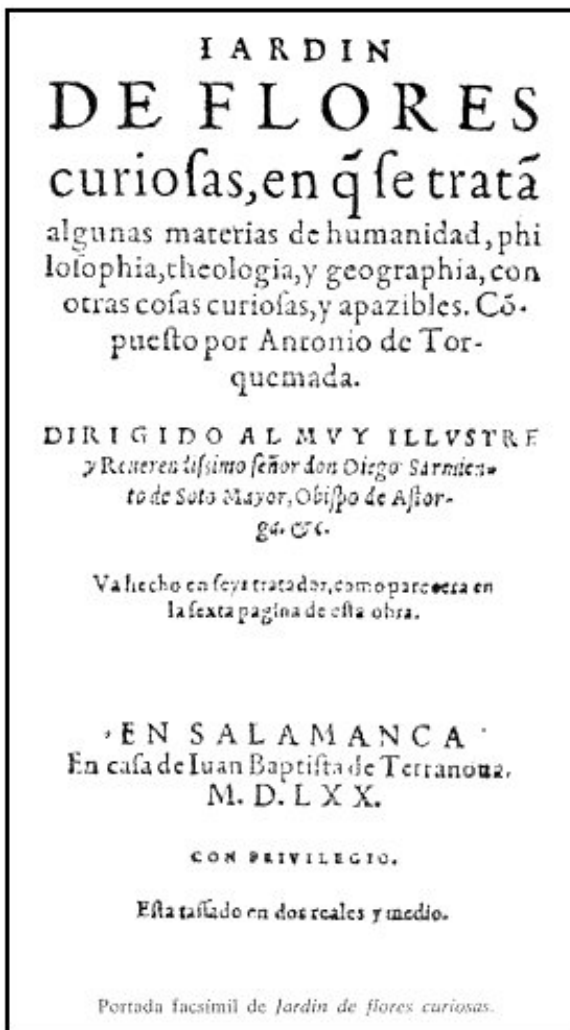 IARDIN
DE FLORES
curioſas,en q̃ ſe tratã
algunas materias de humanidad,phi
loſophia,theologia,y geographia,con
otras coſas curioſas,y apazibles. Cõ-
pueſto por Antonio de Tor-
quemada.
DIRIGIDO AL MVY ILLVSTRE
y Reuerendiſsimo ſeñor don Diego Sarmien-
to de Soto Mayor, Obiſpo de Aſtor-
ga. &c.
Va hecho en ſeys tratados, como parecera en
la ſexta pagina de eſta obra.
EN SALAMANCA
En caſa de Iuan Baptiſta de Terranoua.
M. D. LXX.
CON PRIVILEGIO.
Eſta taſſado en dos reales y medio.
Portada facsímil de Jardín de flores curiosas.